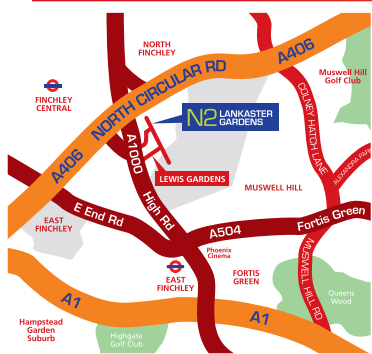 NORTH
FINCHLEY
A406
Muswell Hill
Golf Club
FINCHLEY
CENTRAL
NORTH CIRCULAR RD
COLNEY HATCH LANE
N2 LANKASTER
GARDENS
A406
A1000
ALEXANDRA PARK
LEWIS GARDENS
MUSWELL HILL
High Rd
E End Rd
EAST
FINCHLEY
A504
Fortis Green
Phoenix
Cinema
MUSWELL HILL RD
EAST
FINCHLEY
FORTIS
GREEN
Queens
Wood
A1
A1
Hampstead
Garden
Suburb
Highgate
Golf Club